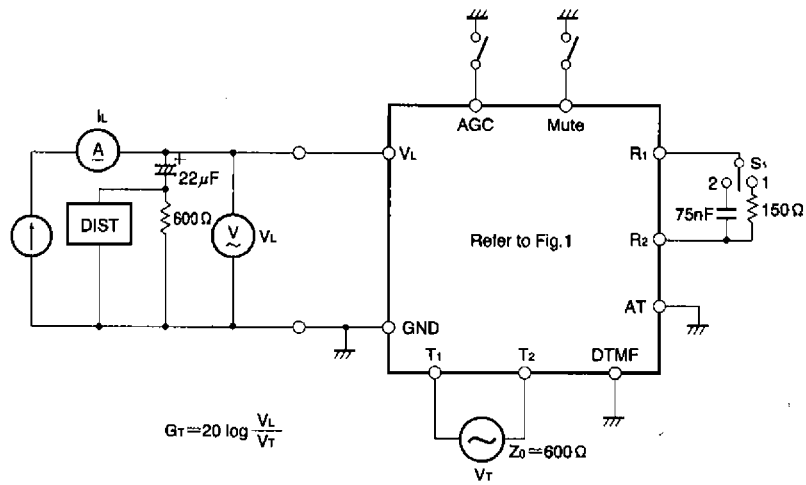 AGC
Mute
IL
A
VL
R1
S1
22μF
2
1
DIST
600Ω
75nF
150Ω
V
VL
Refer to Fig.1
R2
AT
GND
T1
T2
DTMF
GT=20 log VL/VT
Z0=600Ω
VT